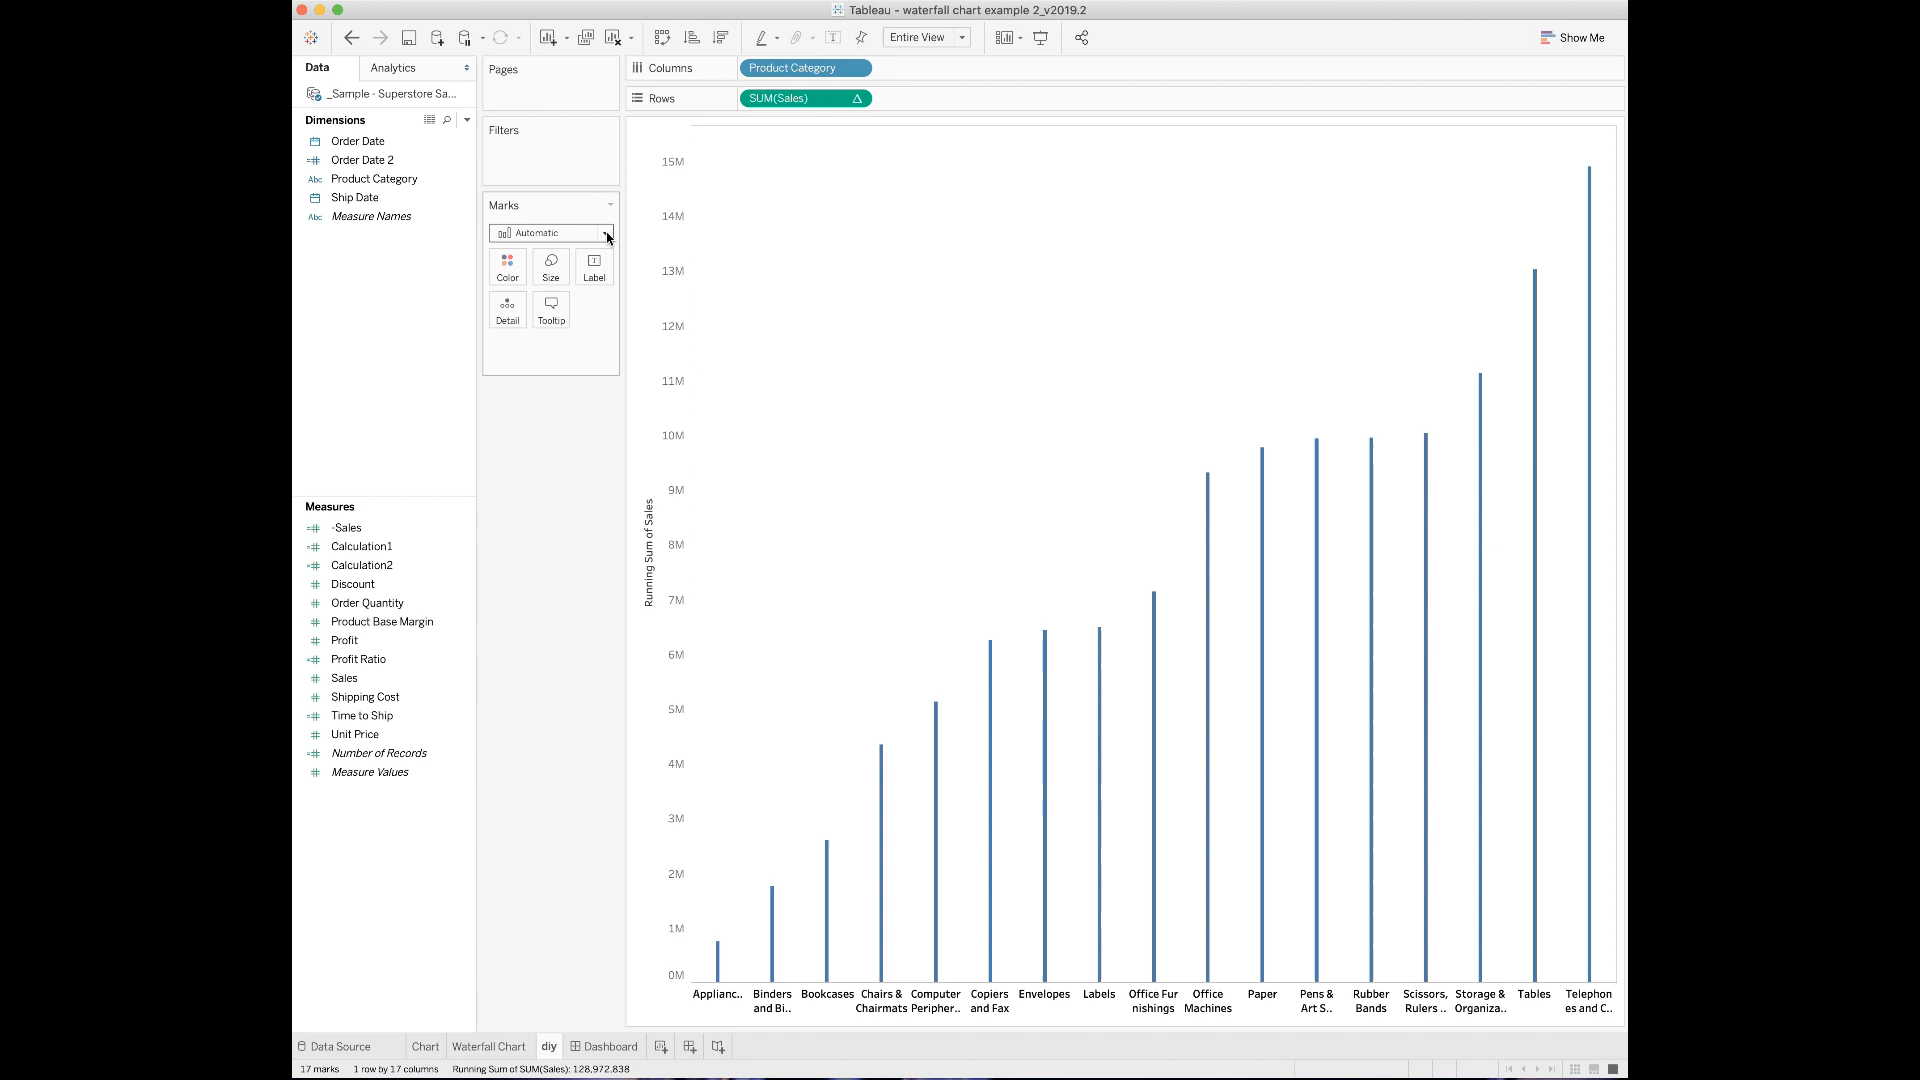 Tableau - waterfall chart example 2_v2019.2
Entire View
Show Me
Data
Analytics
_Sample - Superstore Sa...
Dimensions
Order Date
Order Date 2
Abc Product Category
Ship Date
Abc Measure Names
Measures
-Sales
Calculation1
Calculation2
Discount
Order Quantity
Product Base Margin
Profit
Profit Ratio
Sales
Shipping Cost
Time to Ship
Unit Price
Number of Records
Measure Values
Pages
Filters
Marks
Automatic
Color
Size
Label
Detail
Tooltip
Columns
Product Category
Rows
SUM(Sales)
Running Sum of Sales
15M
14M
13M
12M
11M
10M
9M
8M
7M
6M
5M
4M
3M
2M
1M
0M
Applianc..
Binders
and Bi..
Bookcases
Chairs &
Chairmats
Computer
Peripher..
Copiers
and Fax
Envelopes
Labels
Office Fur
nishings
Office
Machines
Paper
Pens &
Art S..
Rubber
Bands
Scissors,
Rulers ..
Storage &
Organiza..
Tables
Telephon
es and C..
Data Source
Chart
Waterfall Chart
diy
Dashboard
17 marks
1 row by 17 columns
Running Sum of SUM(Sales): 128,972,838